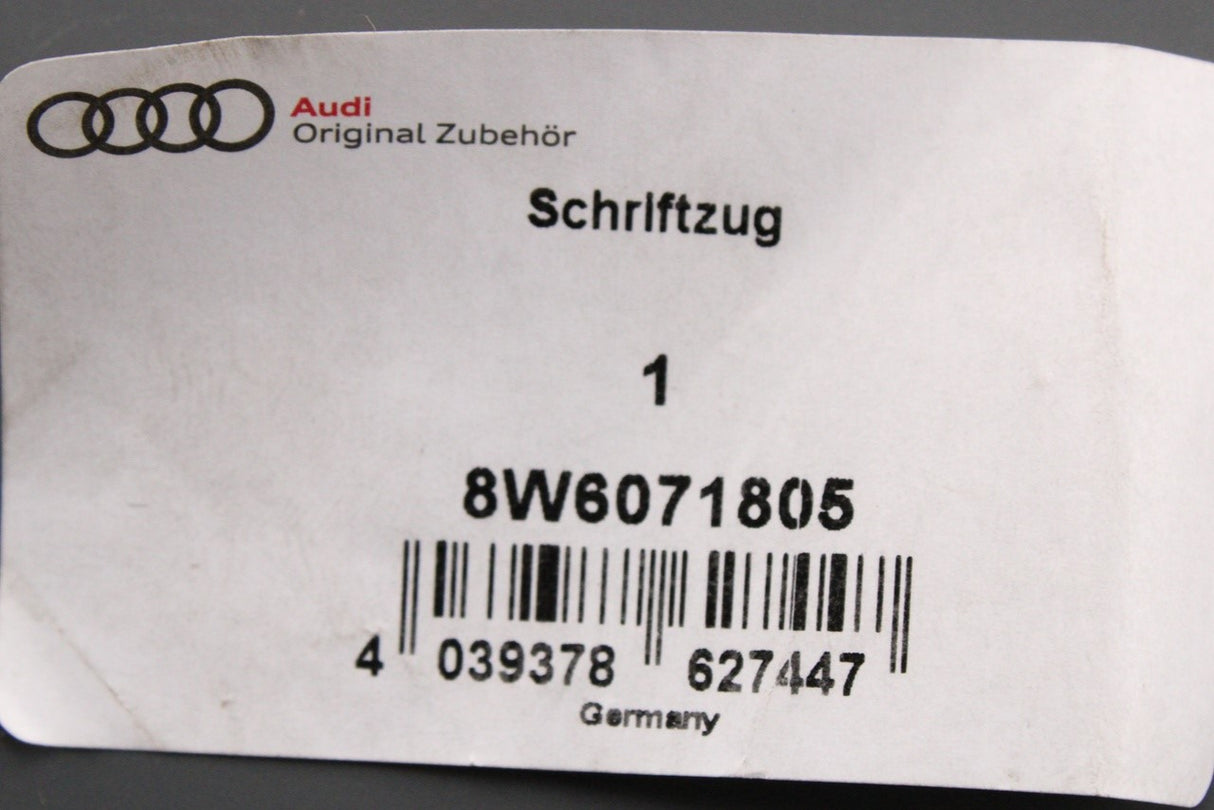 Audi
Original Zubehör
Schriftzug
1
8W6071805
4 039378 627447
Germany